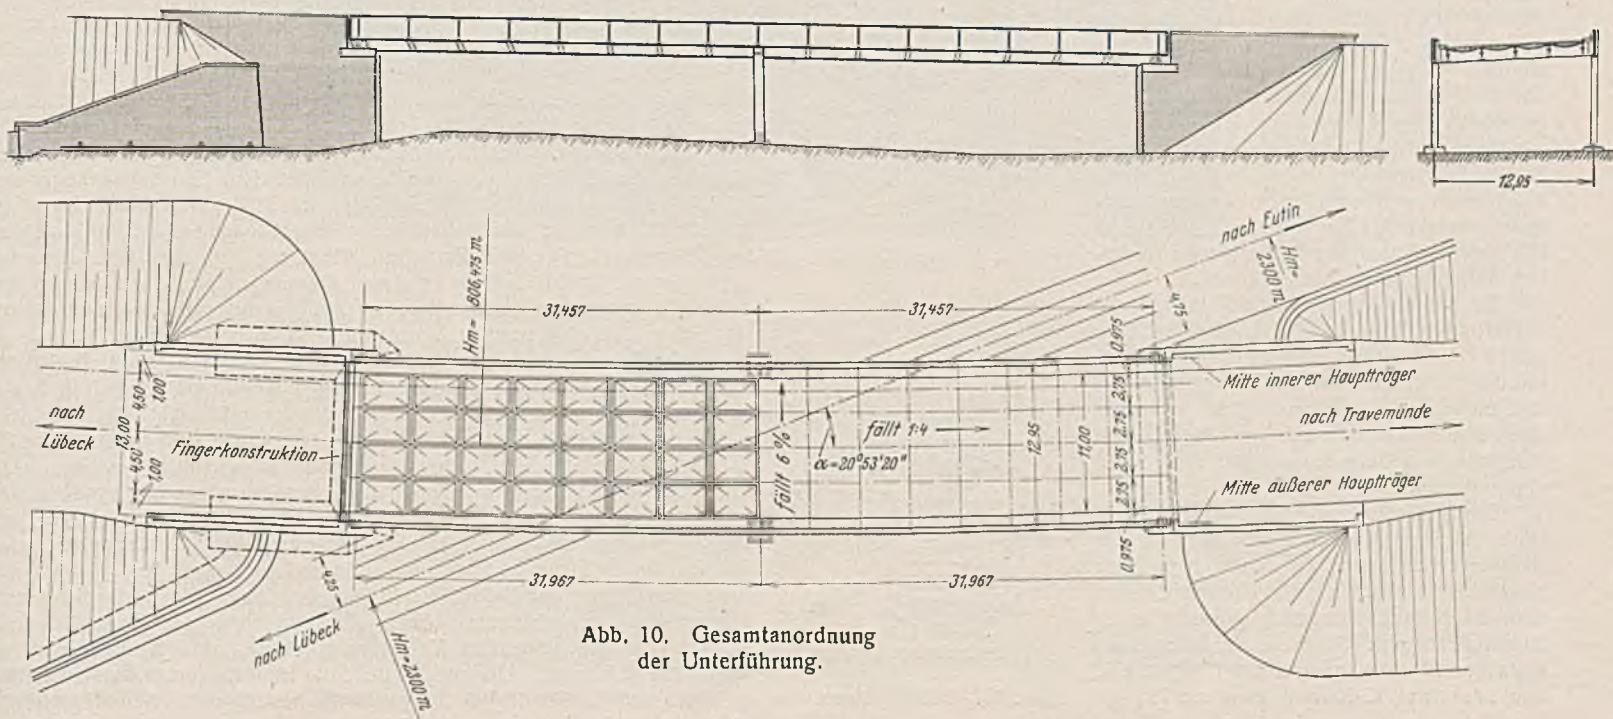 12,95
nach Eutin
Hm=
2300 m
4,75
Hm= 806,475 m
31,457
31,457
0,975
Mitte innerer Hauptträger
nach
Lübeck
13,00
4,50
1,00
4,50
1,00
Fingerkonstruktion
fällt 6 %
fällt 1:4
α=20°53'20"
12,95
11,00
2,75
2,75
2,75
2,75
nach Travemünde
Mitte äußerer Hauptträger
0,975
4,25
31,967
31,967
nach Lübeck
Hm=2300 m
Abb. 10. Gesamtanordnung
der Unterführung.